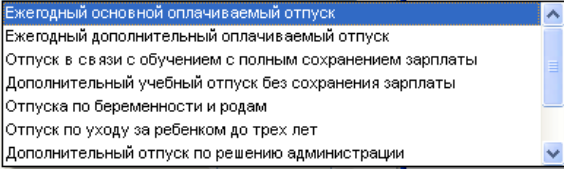 Ежегодный основной оплачиваемый отпуск
Ежегодный дополнительный оплачиваемый отпуск
Отпуск в связи с обучением с полным сохранением зарплаты
Дополнительный учебный отпуск без сохранения зарплаты
Отпуска по беременности и родам
Отпуск по уходу за ребенком до трех лет
Дополнительный отпуск по решению администрации